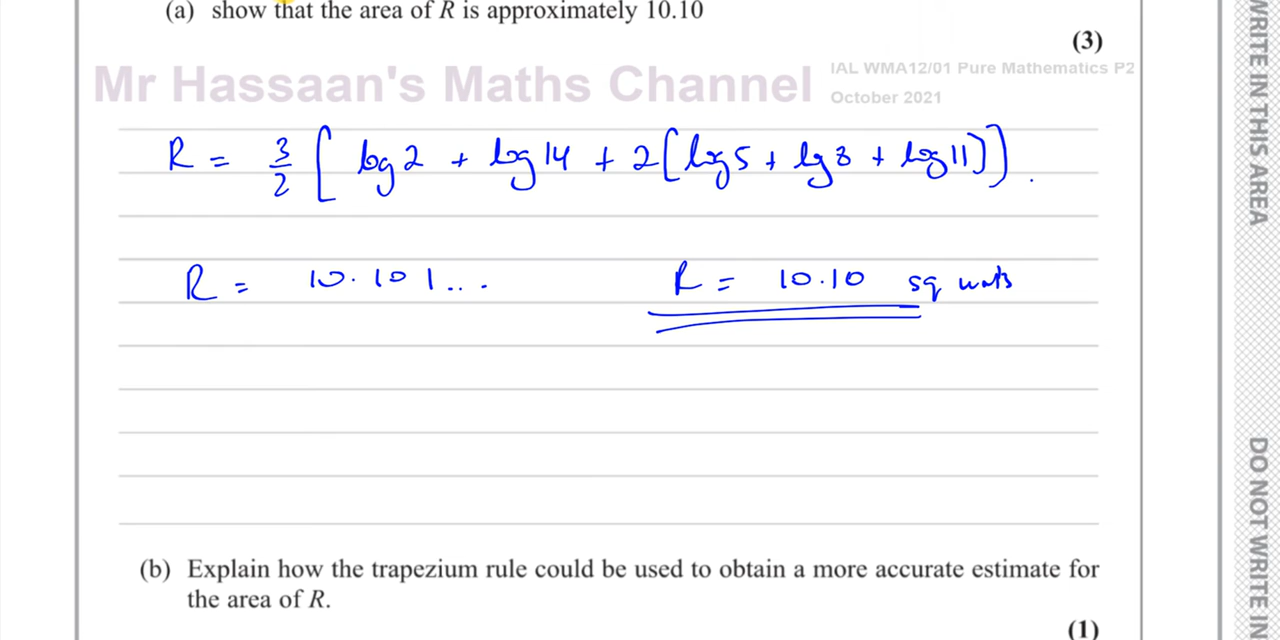 (a) show that the area of R is approximately 10.10
(3)
Mr Hassaan's Maths Channel
IAL WMA12/01 Pure Mathematics P2
October 2021
R = 3/2 [ log 2 + log 14 + 2(log 5 + log 8 + log 11)] .
R = 10.101... R = 10.10 sq units
(b) Explain how the trapezium rule could be used to obtain a more accurate estimate for
the area of R.
(1)
WRITE IN THIS AREA
DO NOT WRITE IN